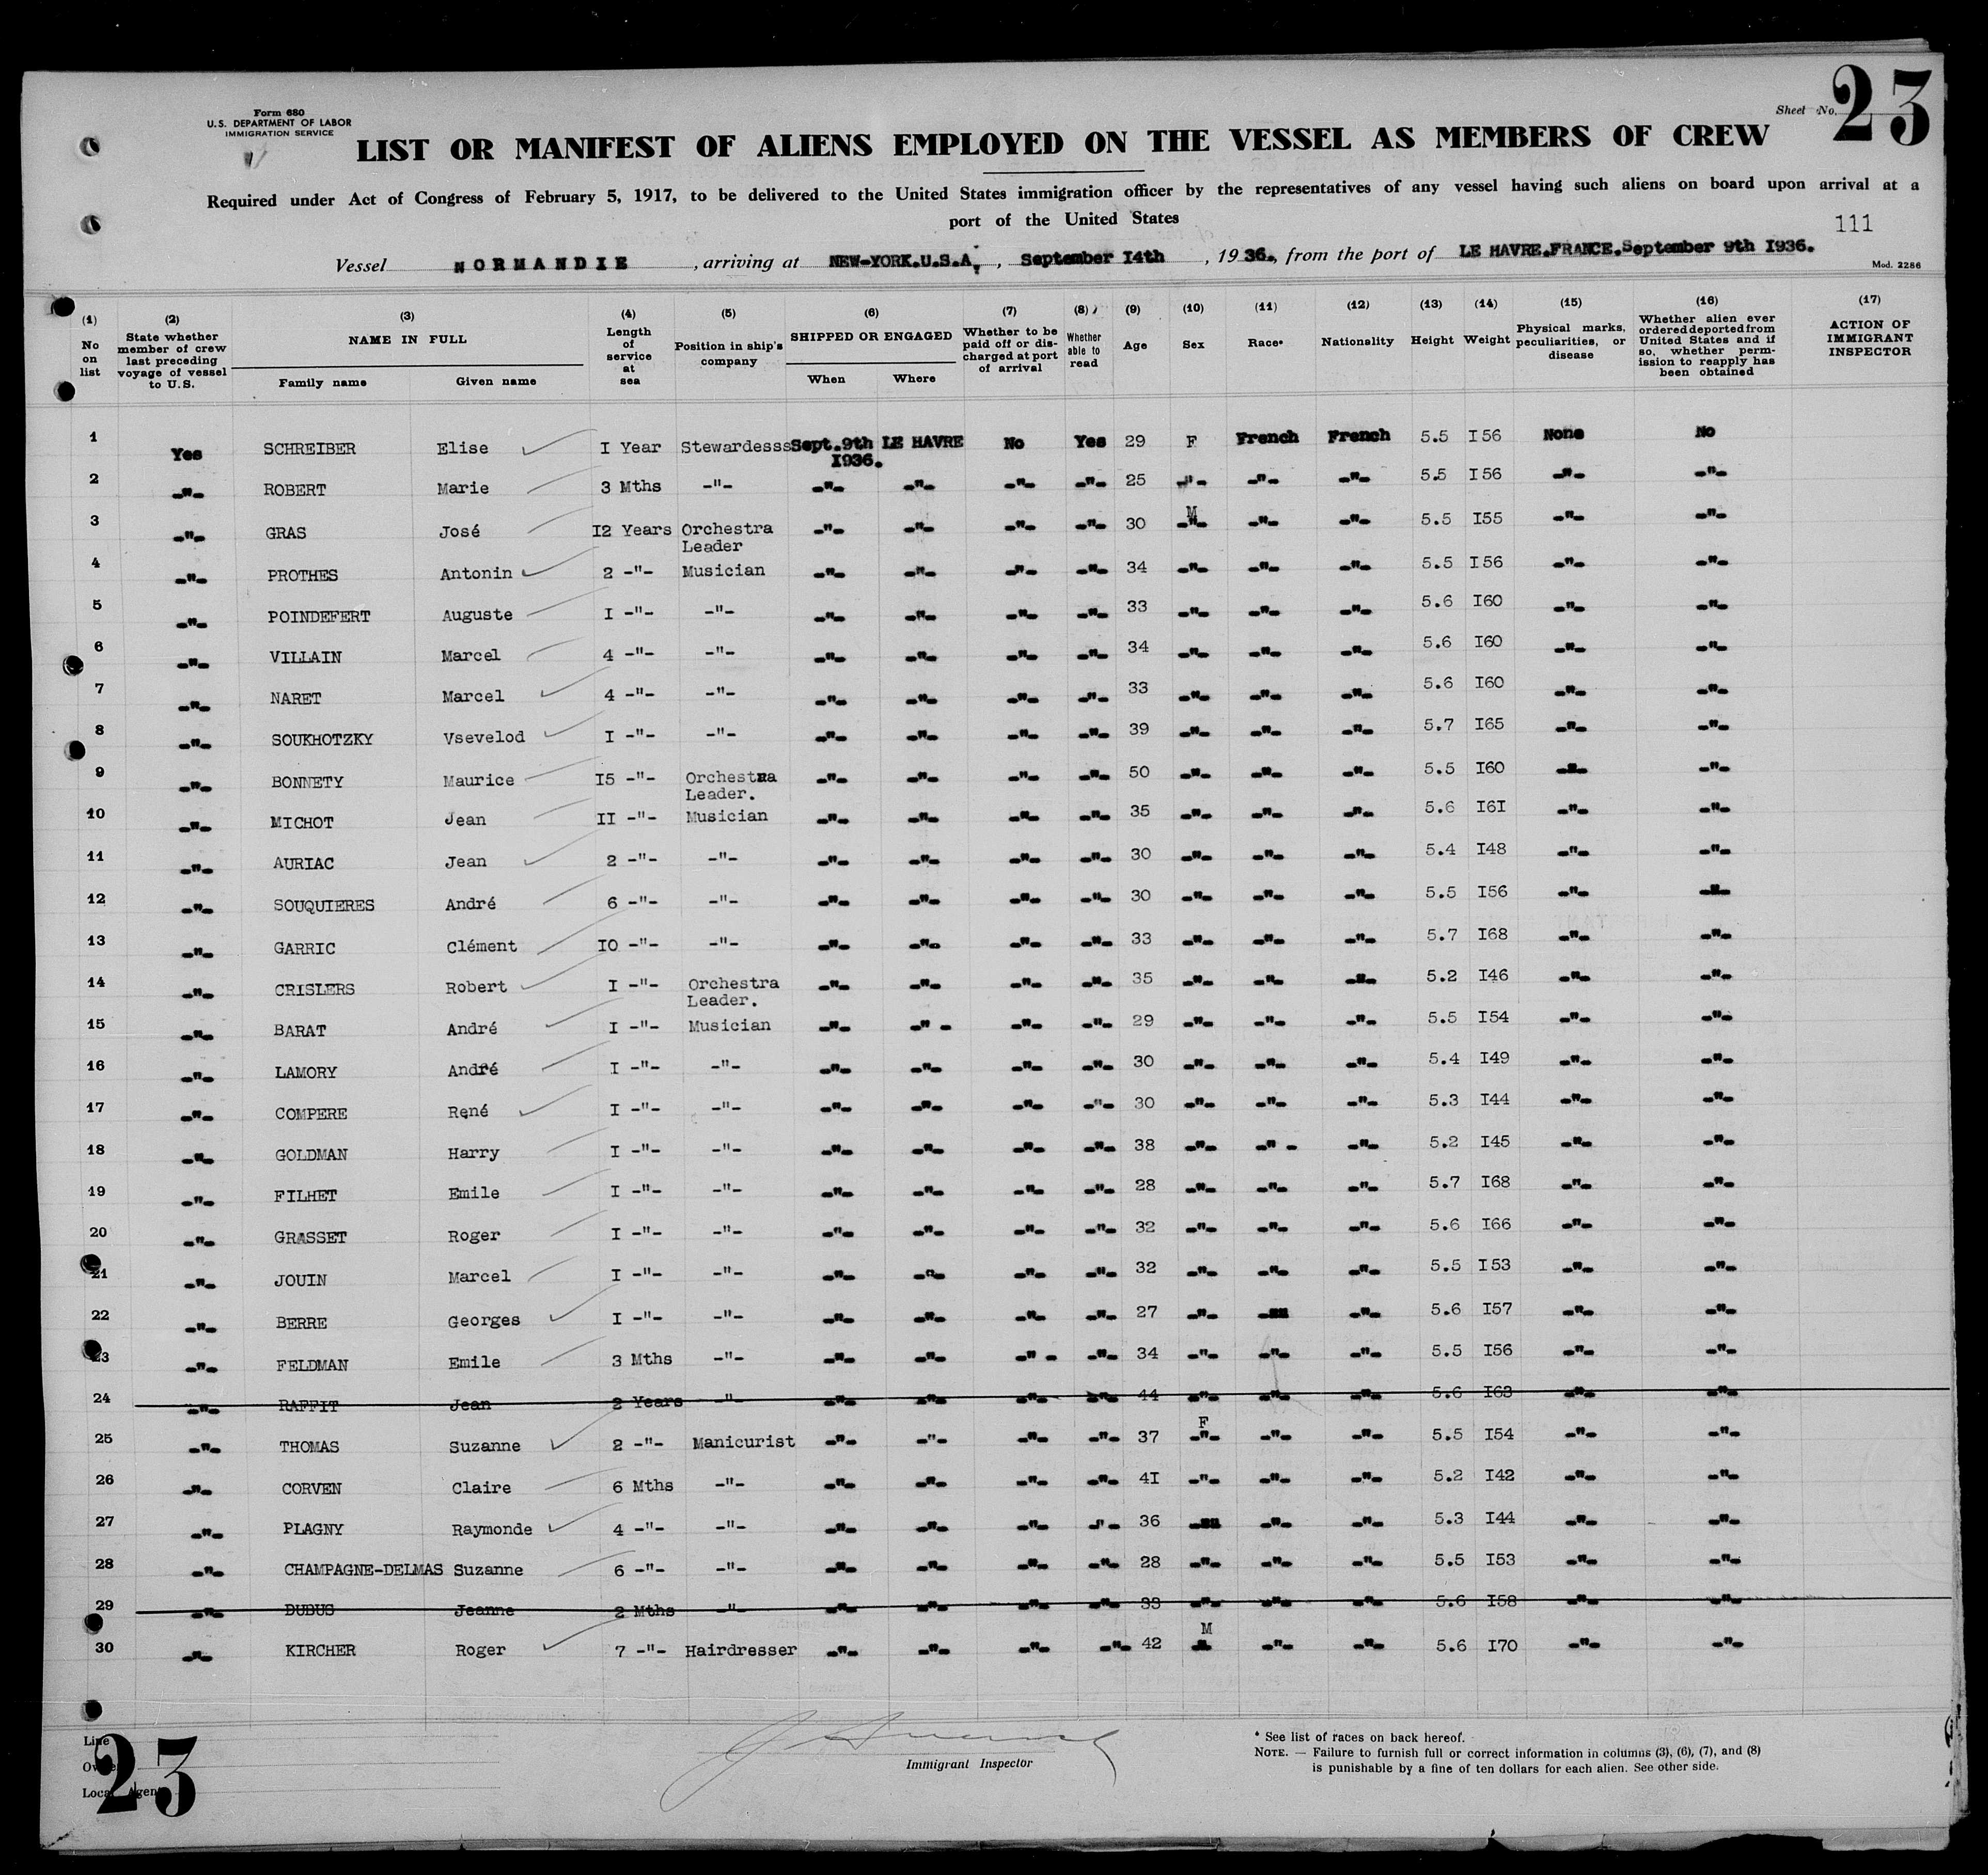 Form 680
U.S. DEPARTMENT OF LABOR
IMMIGRATION SERVICE
Sheet No. 23
LIST OR MANIFEST OF ALIENS EMPLOYED ON THE VESSEL AS MEMBERS OF CREW
Required under Act of Congress of February 5, 1917, to be delivered to the United States immigration officer by the representatives of any vessel having such aliens on board upon arrival at a
port of the United States
111
Vessel NORMANDIE, arriving at NEW-YORK.U.S.A., September I4th, 1936., from the port of LE HAVRE.FRANCE.September 9th I936.
Mod. 2286
(1) No on list (2) State whether member of crew last preceding voyage of vessel to U.S. (3) NAME IN FULL Family name Given name (4) Length of service at sea (5) Position in ship's company (6) SHIPPED OR ENGAGED When Where (7) Whether to be paid off or discharged at port of arrival (8) Whether able to read (9) Age (10) Sex (11) Race* (12) Nationality (13) Height (14) Weight (15) Physical marks, peculiarities, or disease (16) Whether alien ever ordered deported from United States and if so, whether permission to reapply has been obtained (17) ACTION OF IMMIGRANT INSPECTOR
1 Yes SCHREIBER Elise I Year Stewardesss Sept.9th I936. LE HAVRE No Yes 29 F French French 5.5 I56 None No
2 -"- ROBERT Marie 3 Mths -"- -"- -"- -"- -"- 25 -"- -"- -"- 5.5 I56 -"- -"-
3 -"- GRAS José I2 Years Orchestra Leader -"- -"- -"- -"- 30 M -"- -"- -"- 5.5 I55 -"- -"-
4 -"- PROTHES Antonin 2 -"- Musician -"- -"- -"- -"- 34 -"- -"- -"- 5.5 I56 -"- -"-
5 -"- POINDEFERT Auguste I -"- -"- -"- -"- -"- -"- 33 -"- -"- -"- 5.6 I60 -"- -"-
6 -"- VILLAIN Marcel 4 -"- -"- -"- -"- -"- -"- 34 -"- -"- -"- 5.6 I60 -"- -"-
7 -"- NARET Marcel 4 -"- -"- -"- -"- -"- -"- 33 -"- -"- -"- 5.6 I60 -"- -"-
8 -"- SOUKHOTZKY Vsevelod I -"- -"- -"- -"- -"- -"- 39 -"- -"- -"- 5.7 I65 -"- -"-
9 -"- BONNETY Maurice I5 -"- Orchestra Leader. -"- -"- -"- -"- 50 -"- -"- -"- 5.5 I60 -"- -"-
10 -"- MICHOT Jean II -"- Musician -"- -"- -"- -"- 35 -"- -"- -"- 5.6 I6I -"- -"-
11 -"- AURIAC Jean 2 -"- -"- -"- -"- -"- -"- 30 -"- -"- -"- 5.4 I48 -"- -"-
12 -"- SOUQUIERES André 6 -"- -"- -"- -"- -"- -"- 30 -"- -"- -"- 5.5 I56 -"- -"-
13 -"- GARRIC Clément IO -"- -"- -"- -"- -"- -"- 33 -"- -"- -"- 5.7 I68 -"- -"-
14 -"- CRISLERS Robert I -"- Orchestra Leader. -"- -"- -"- -"- 35 -"- -"- -"- 5.2 I46 -"- -"-
15 -"- BARAT André I -"- Musician -"- -"- -"- -"- 29 -"- -"- -"- 5.5 I54 -"- -"-
16 -"- LAMORY André I -"- -"- -"- -"- -"- -"- 30 -"- -"- -"- 5.4 I49 -"- -"-
17 -"- COMPERE René I -"- -"- -"- -"- -"- -"- 30 -"- -"- -"- 5.3 I44 -"- -"-
18 -"- GOLDMAN Harry I -"- -"- -"- -"- -"- -"- 38 -"- -"- -"- 5.2 I45 -"- -"-
19 -"- FILHET Emile I -"- -"- -"- -"- -"- -"- 28 -"- -"- -"- 5.7 I68 -"- -"-
20 -"- GRASSET Roger I -"- -"- -"- -"- -"- -"- 32 -"- -"- -"- 5.6 I66 -"- -"-
21 -"- JOUIN Marcel I -"- -"- -"- -"- -"- -"- 32 -"- -"- -"- 5.5 I53 -"- -"-
22 -"- BERRE Georges I -"- -"- -"- -"- -"- -"- 27 -"- -"- -"- 5.6 I57 -"- -"-
23 -"- FELDMAN Emile 3 Mths -"- -"- -"- -"- -"- 34 -"- -"- -"- 5.5 I56 -"- -"-
24 -"- RAFFIT Jean 2 Years -"- -"- -"- -"- -"- 44 -"- -"- -"- 5.6 I63 -"- -"-
25 -"- THOMAS Suzanne 2 -"- Manicurist -"- -"- -"- -"- 37 F -"- -"- -"- 5.5 I54 -"- -"-
26 -"- CORVEN Claire 6 Mths -"- -"- -"- -"- -"- 4I -"- -"- -"- 5.2 I42 -"- -"-
27 -"- PLAGNY Raymonde 4 -"- -"- -"- -"- -"- -"- 36 -"- -"- -"- 5.3 I44 -"- -"-
28 -"- CHAMPAGNE-DELMAS Suzanne 6 -"- -"- -"- -"- -"- -"- 28 -"- -"- -"- 5.5 I53 -"- -"-
29 -"- DUBUS Jeanne 2 Mths -"- -"- -"- -"- -"- 33 -"- -"- -"- 5.6 I58 -"- -"-
30 -"- KIRCHER Roger 7 -"- Hairdresser -"- -"- -"- -"- 42 M -"- -"- -"- 5.6 I70 -"- -"-
Line
Owner
Local Agent
23
Immigrant Inspector
* See list of races on back hereof.
NOTE. — Failure to furnish full or correct information in columns (3), (6), (7), and (8)
is punishable by a fine of ten dollars for each alien. See other side.